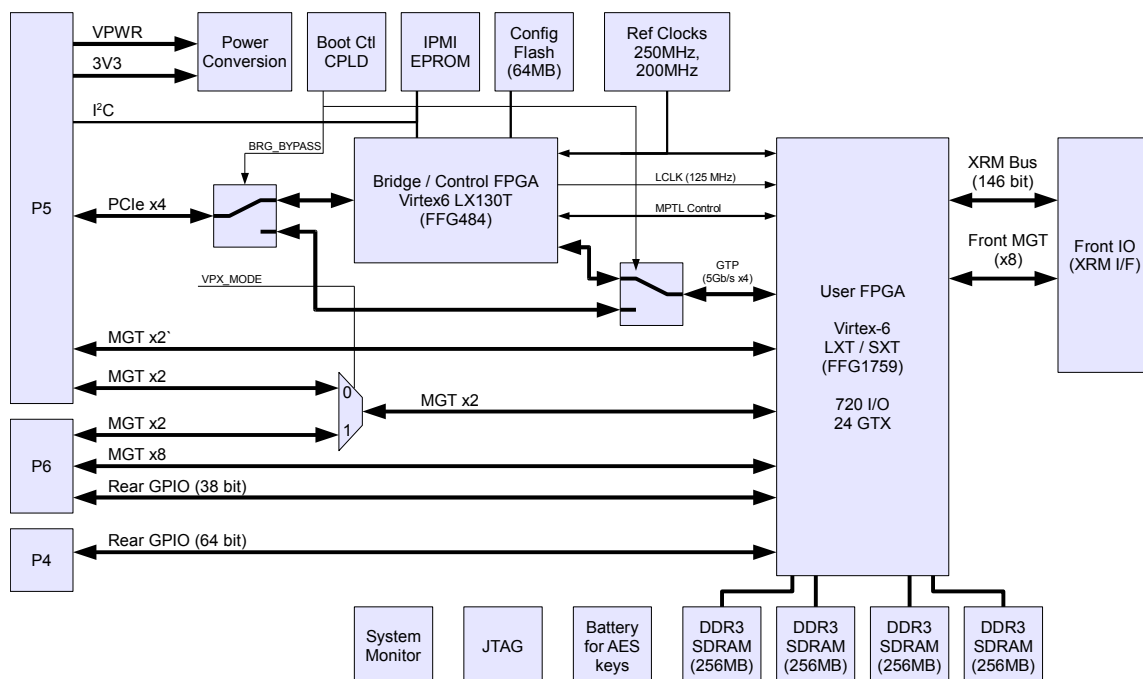 VPWR
3V3
I²C
P5
Power
Conversion
Boot Ctl
CPLD
IPMI
EPROM
Config
Flash
(64MB)
Ref Clocks
250MHz,
200MHz
BRG_BYPASS
PCIe x4
Bridge / Control FPGA
Virtex6 LX130T
(FFG484)
LCLK (125 MHz)
MPTL Control
GTP
(5Gb/s x4)
VPX_MODE
User FPGA
Virtex-6
LXT / SXT
(FFG1759)
720 I/O
24 GTX
XRM Bus
(146 bit)
Front MGT
(x8)
Front IO
(XRM I/F)
MGT x2`
MGT x2
0
1
MGT x2
MGT x2
P6
MGT x8
Rear GPIO (38 bit)
P4
Rear GPIO (64 bit)
System
Monitor
JTAG
Battery
for AES
keys
DDR3
SDRAM
(256MB)
DDR3
SDRAM
(256MB)
DDR3
SDRAM
(256MB)
DDR3
SDRAM
(256MB)